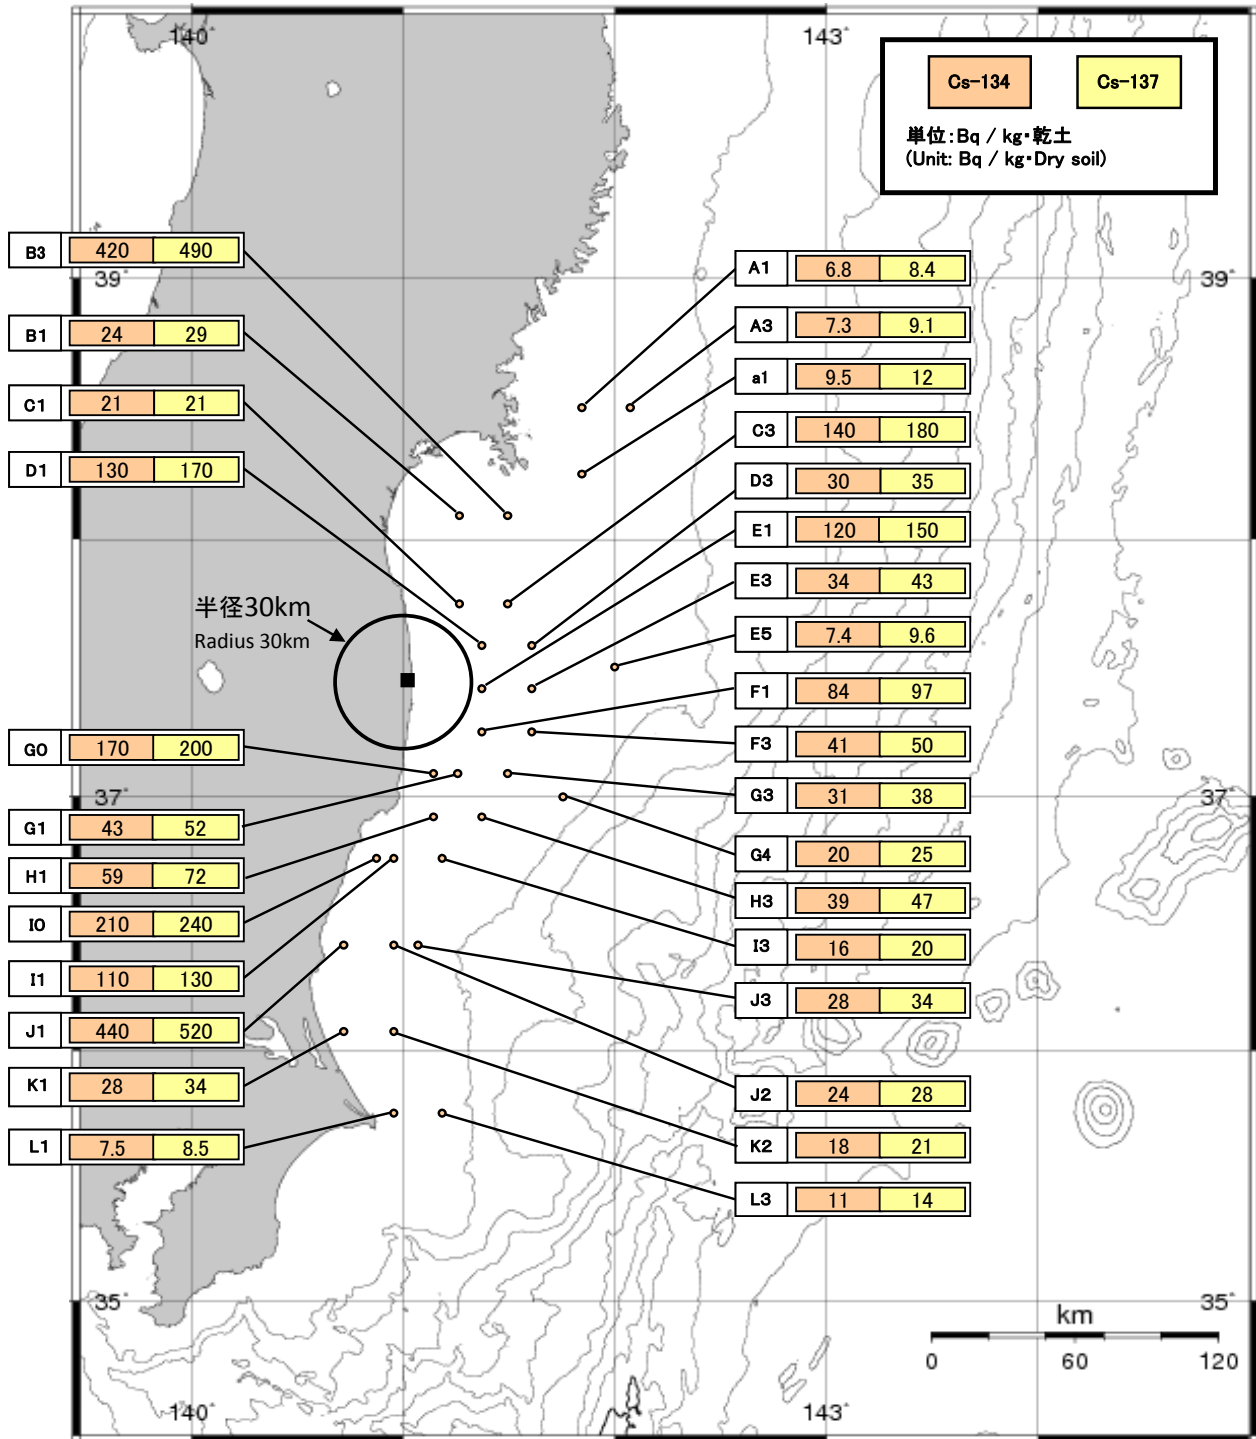 140°
143°
Cs-134
Cs-137
単位:Bq / kg・乾土
(Unit: Bq / kg・Dry soil)
B3 420 490
A1 6.8 8.4
39°
39°
B1 24 29
A3 7.3 9.1
a1 9.5 12
C1 21 21
C3 140 180
D1 130 170
D3 30 35
E1 120 150
E3 34 43
半径30km
Radius 30km
E5 7.4 9.6
F1 84 97
G0 170 200
F3 41 50
37°
37°
G3 31 38
G1 43 52
G4 20 25
H1 59 72
H3 39 47
I0 210 240
I3 16 20
I1 110 130
J3 28 34
J1 440 520
K1 28 34
J2 24 28
L1 7.5 8.5
K2 18 21
L3 11 14
35°
35°
km
0 60 120
140°
143°